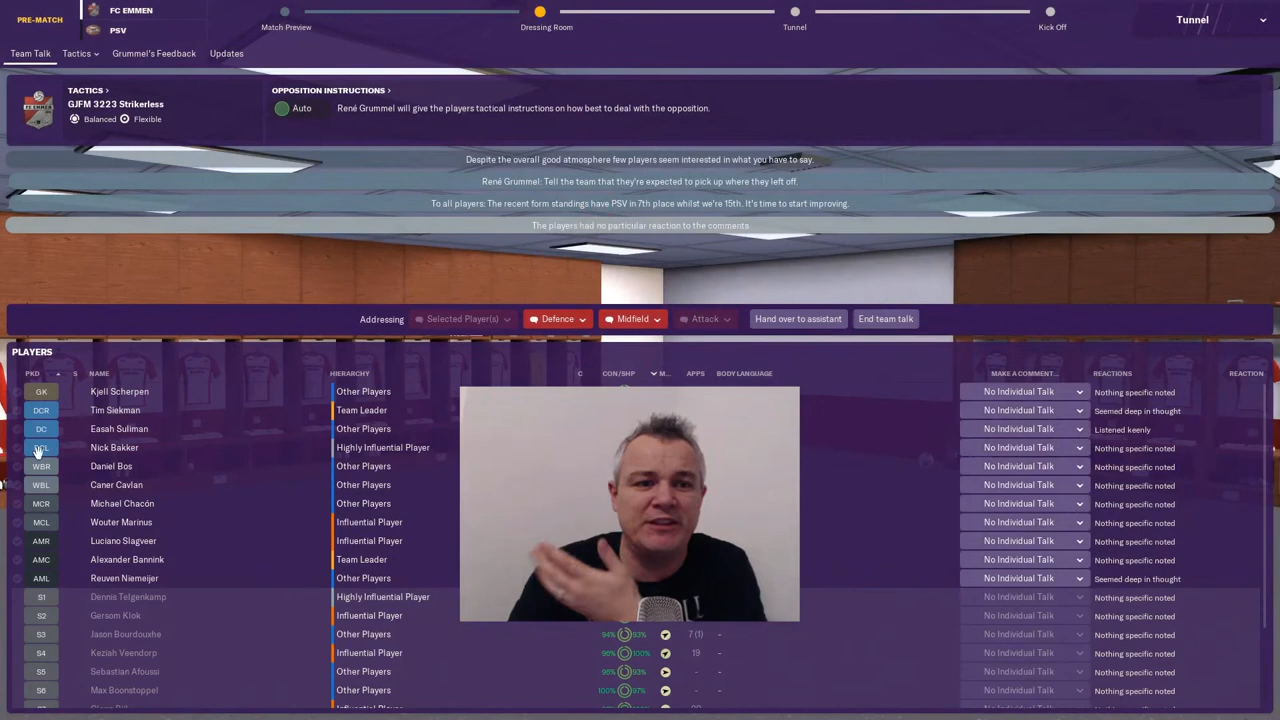 PRE-MATCH
FC EMMEN
PSV
Match Preview
Dressing Room
Tunnel
Kick Off
Tunnel
Team Talk Tactics Grummel's Feedback Updates
TACTICS >
GJFM 3223 Strikerless
Balanced Flexible
OPPOSITION INSTRUCTIONS >
Auto René Grummel will give the players tactical instructions on how best to deal with the opposition.
Despite the overall good atmosphere few players seem interested in what you have to say.
René Grummel: Tell the team that they're expected to pick up where they left off.
To all players: The recent form standings have PSV in 7th place whilst we're 15th. It's time to start improving.
The players had no particular reaction to the comments
Addressing Selected Player(s) Defence Midfield Attack Hand over to assistant End team talk
PLAYERS
PKD S NAME HIERARCHY C CON/SHP M... APPS BODY LANGUAGE MAKE A COMMENT... REACTIONS REACTION
GK Kjell Scherpen Other Players No Individual Talk Nothing specific noted
DCR Tim Siekman Team Leader No Individual Talk Seemed deep in thought
DC Easah Suliman Other Players No Individual Talk Listened keenly
DCL Nick Bakker Highly Influential Player No Individual Talk Nothing specific noted
WBR Daniel Bos Other Players No Individual Talk Nothing specific noted
WBL Caner Cavlan Other Players No Individual Talk Nothing specific noted
MCR Michael Chacón Other Players No Individual Talk Nothing specific noted
MCL Wouter Marinus Influential Player No Individual Talk Nothing specific noted
AMR Luciano Slagveer Influential Player No Individual Talk Nothing specific noted
AMC Alexander Bannink Team Leader No Individual Talk Nothing specific noted
AML Reuven Niemeijer Other Players No Individual Talk Seemed deep in thought
S1 Dennis Telgenkamp Highly Influential Player No Individual Talk Nothing specific noted
S2 Gersom Klok Influential Player No Individual Talk Nothing specific noted
S3 Jason Bourdouxhe Other Players 94% 93% 7 (1) - No Individual Talk Nothing specific noted
S4 Keziah Veendorp Influential Player 96% 100% 19 - No Individual Talk Nothing specific noted
S5 Sebastian Afoussi Other Players 96% 93% - - No Individual Talk Nothing specific noted
S6 Max Boonstoppel Other Players 100% 97% - - No Individual Talk Nothing specific noted